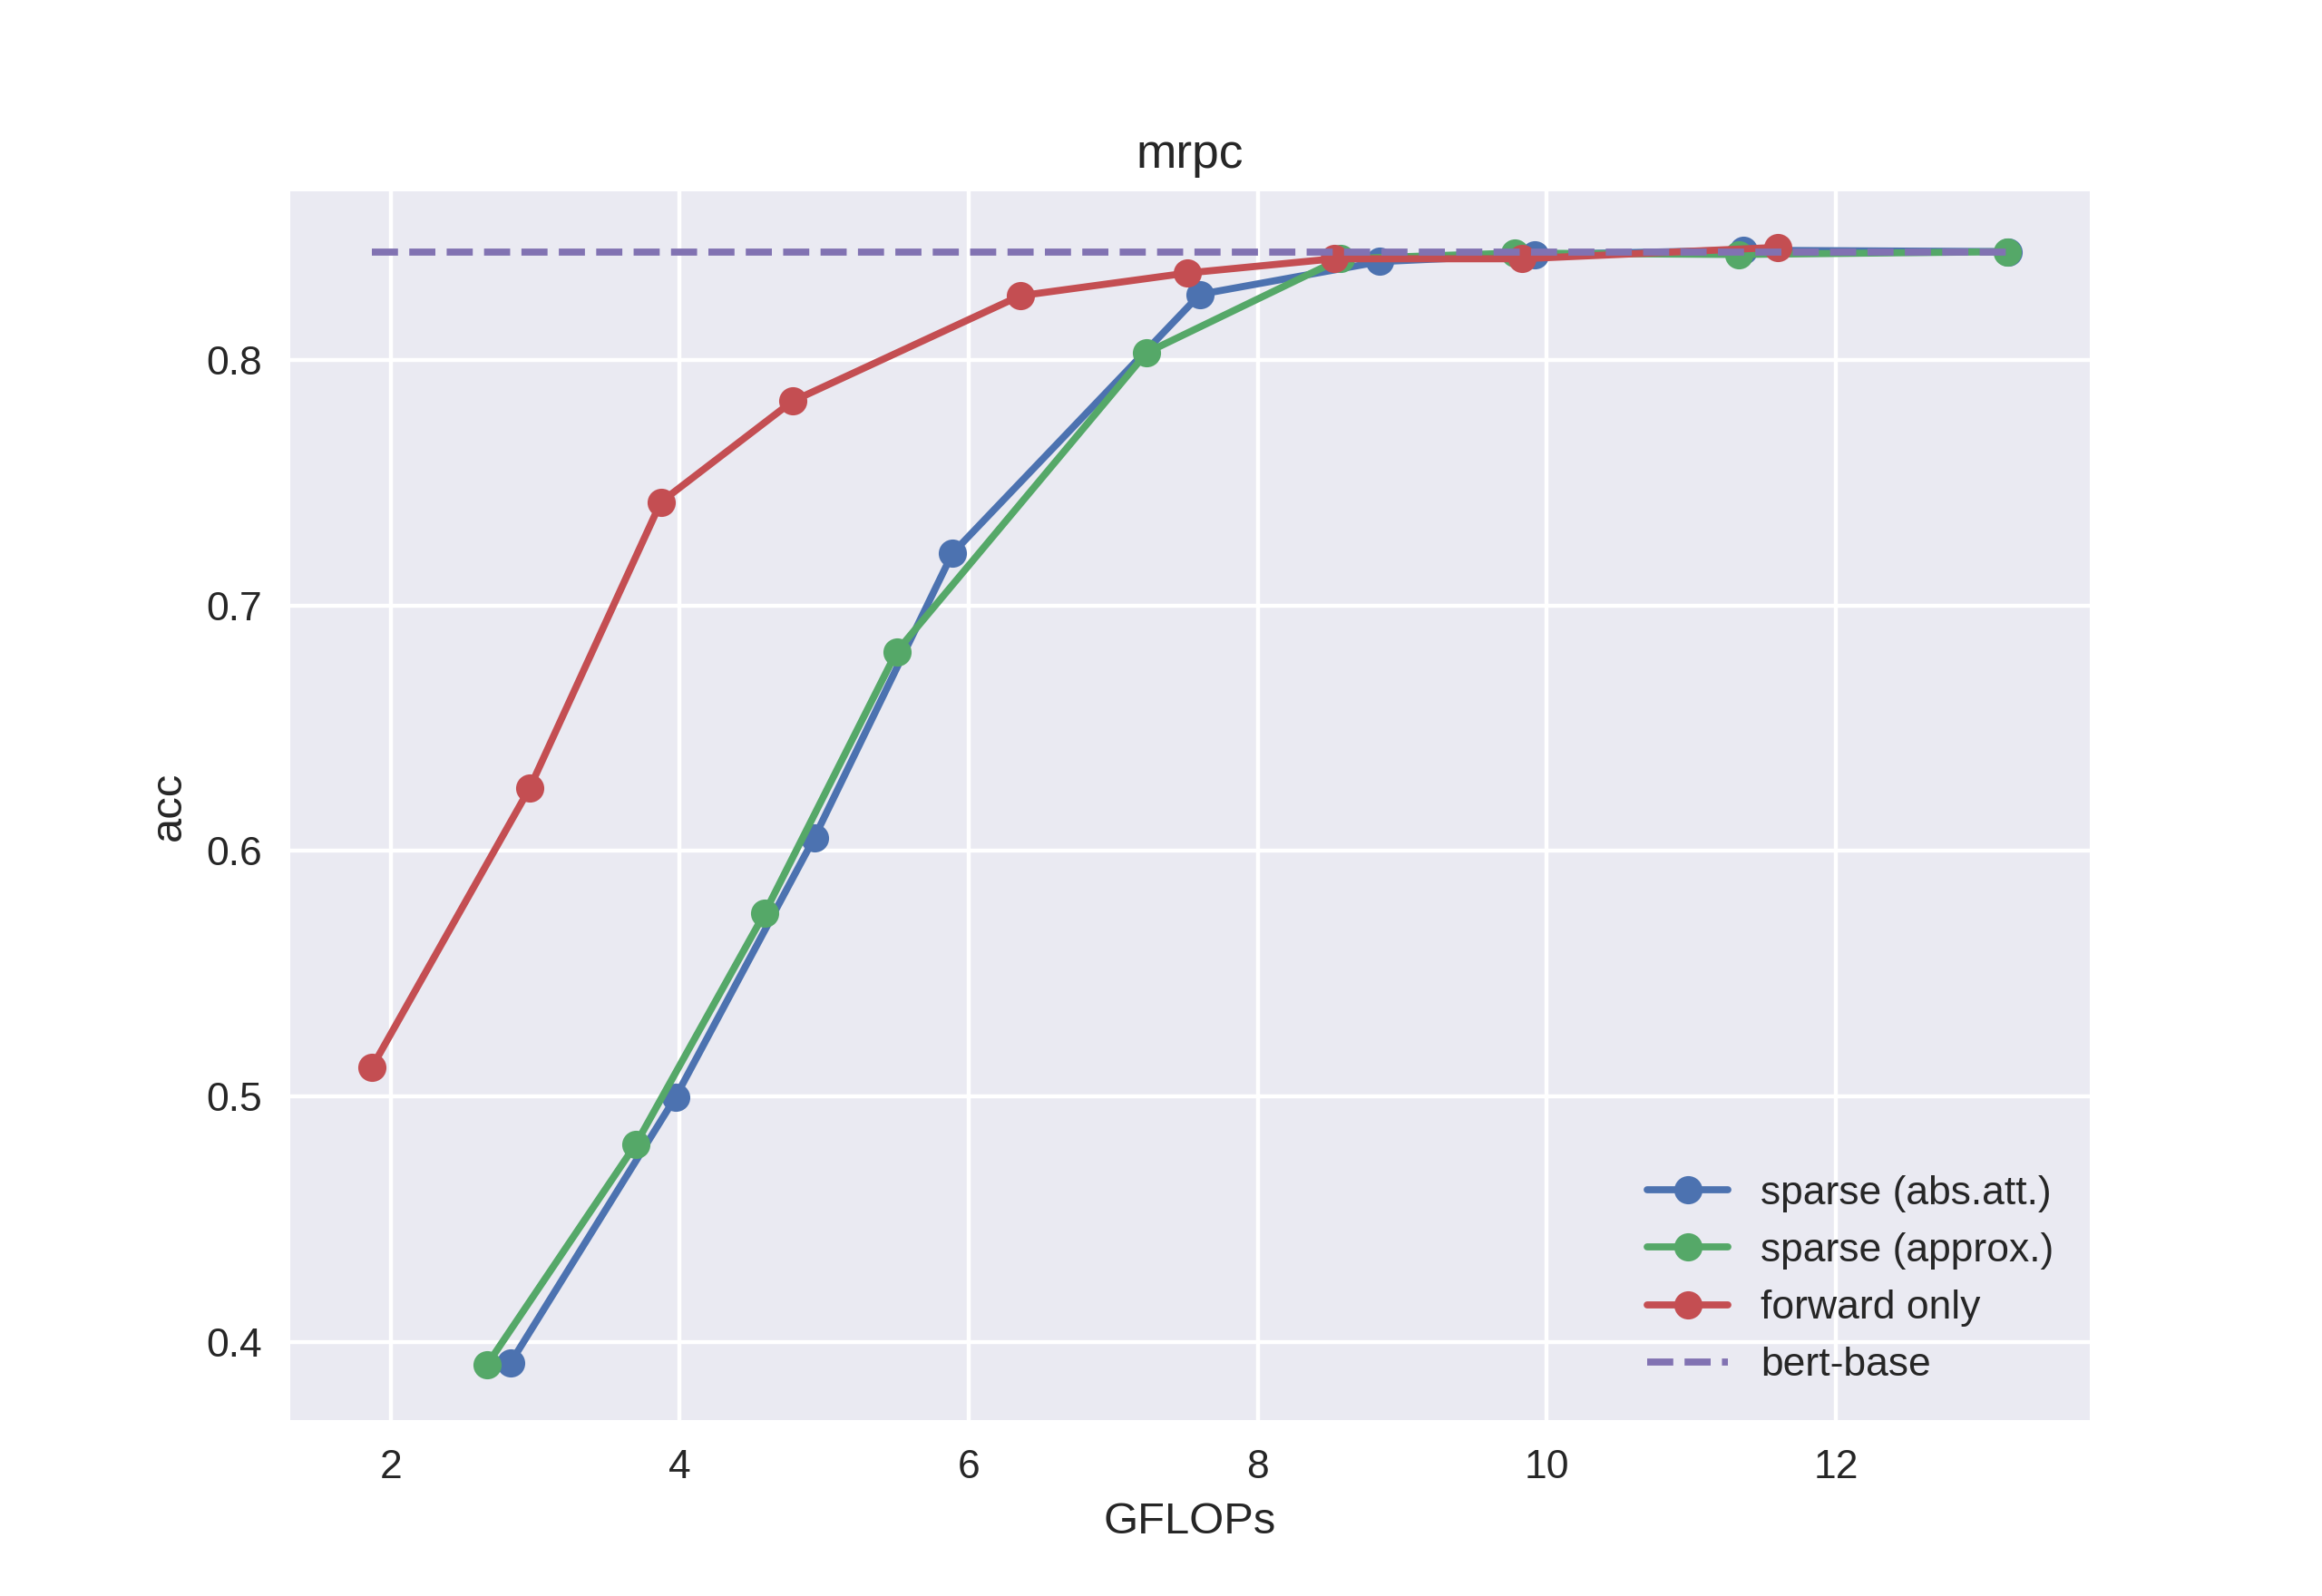 mrpc
acc
0.8
0.7
0.6
0.5
0.4
2 4 6 8 10 12
GFLOPs
sparse (abs.att.)
sparse (approx.)
forward only
bert-base